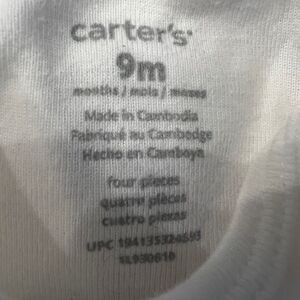 carter's
9m
months / mois / meses
Made in Cambodia
Fabriqué au Cambodge
Hecho en Camboya
four pieces
quatre pièces
cuatro piezas
UPC